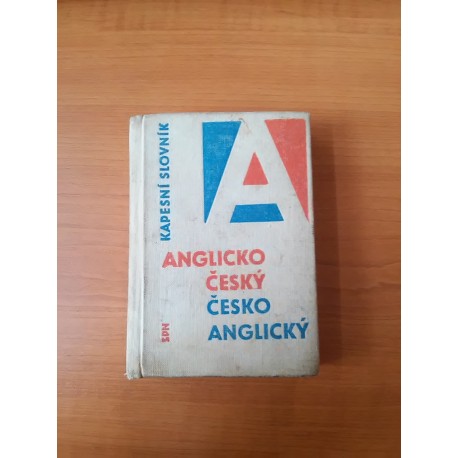 KAPESNÍ SLOVNÍK
A
ANGLICKO
ČESKÝ
ČESKO
ANGLICKÝ
SPN